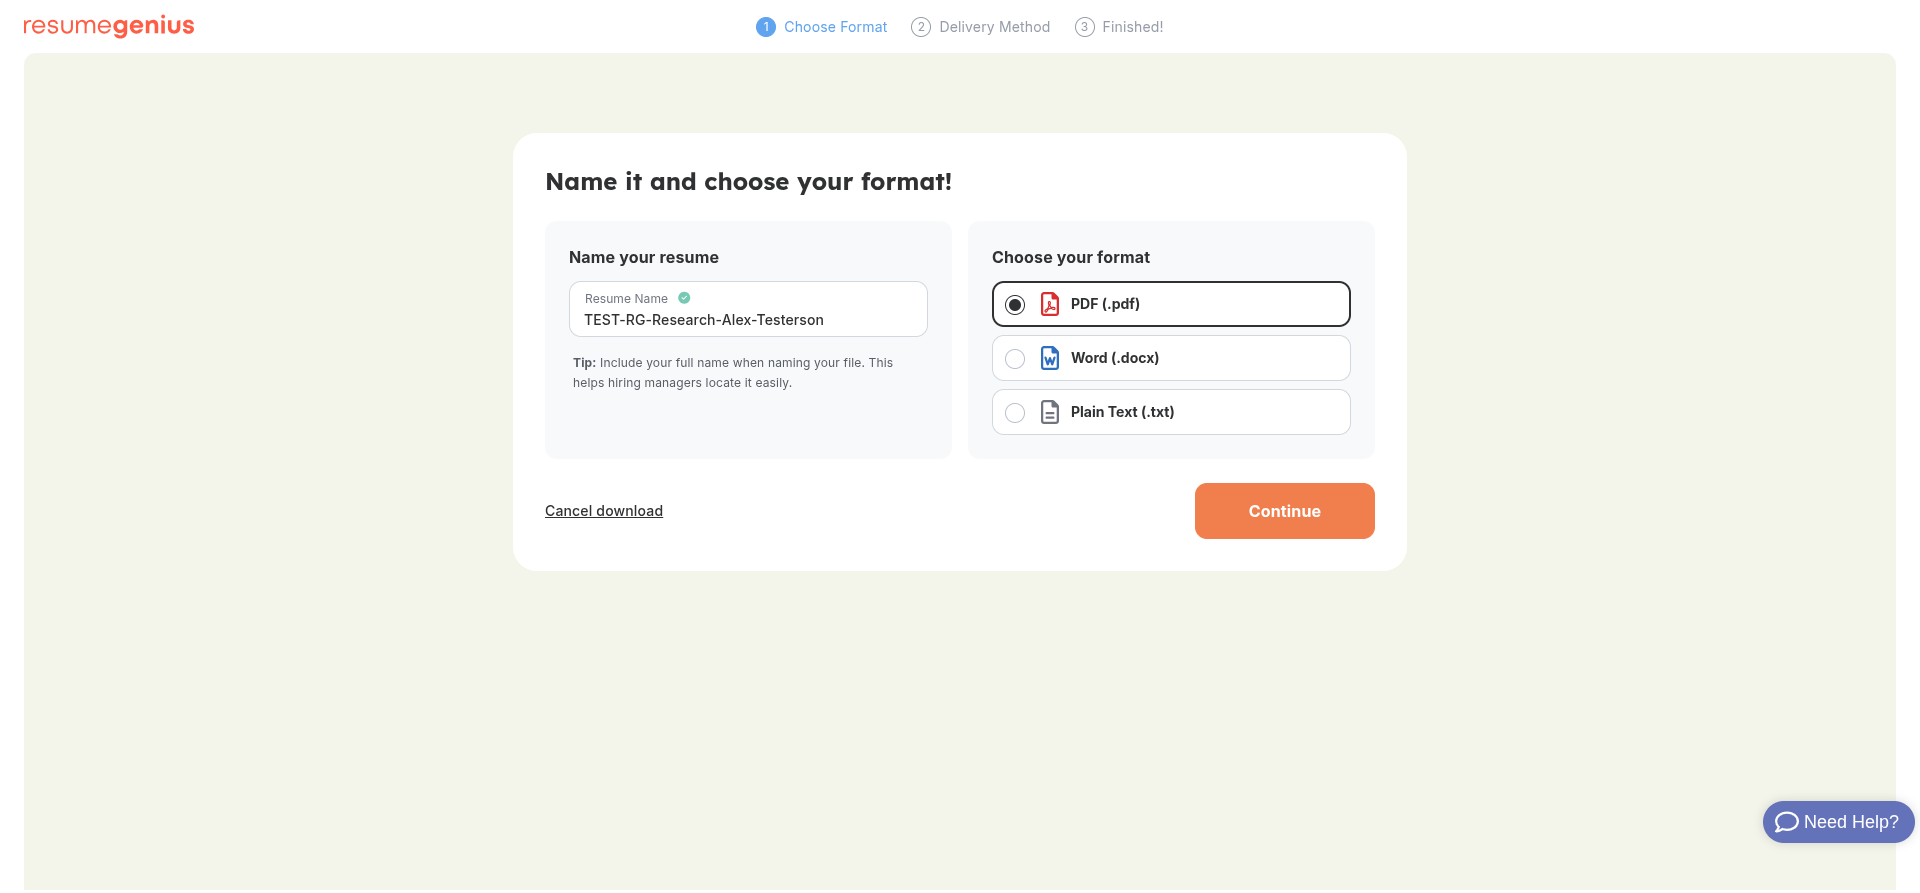 resumegenius
1 Choose Format 2 Delivery Method 3 Finished!
Name it and choose your format!
Name your resume
Resume Name
TEST-RG-Research-Alex-Testerson
Tip: Include your full name when naming your file. This
helps hiring managers locate it easily.
Choose your format
PDF (.pdf)
Word (.docx)
Plain Text (.txt)
Cancel download
Continue
Need Help?